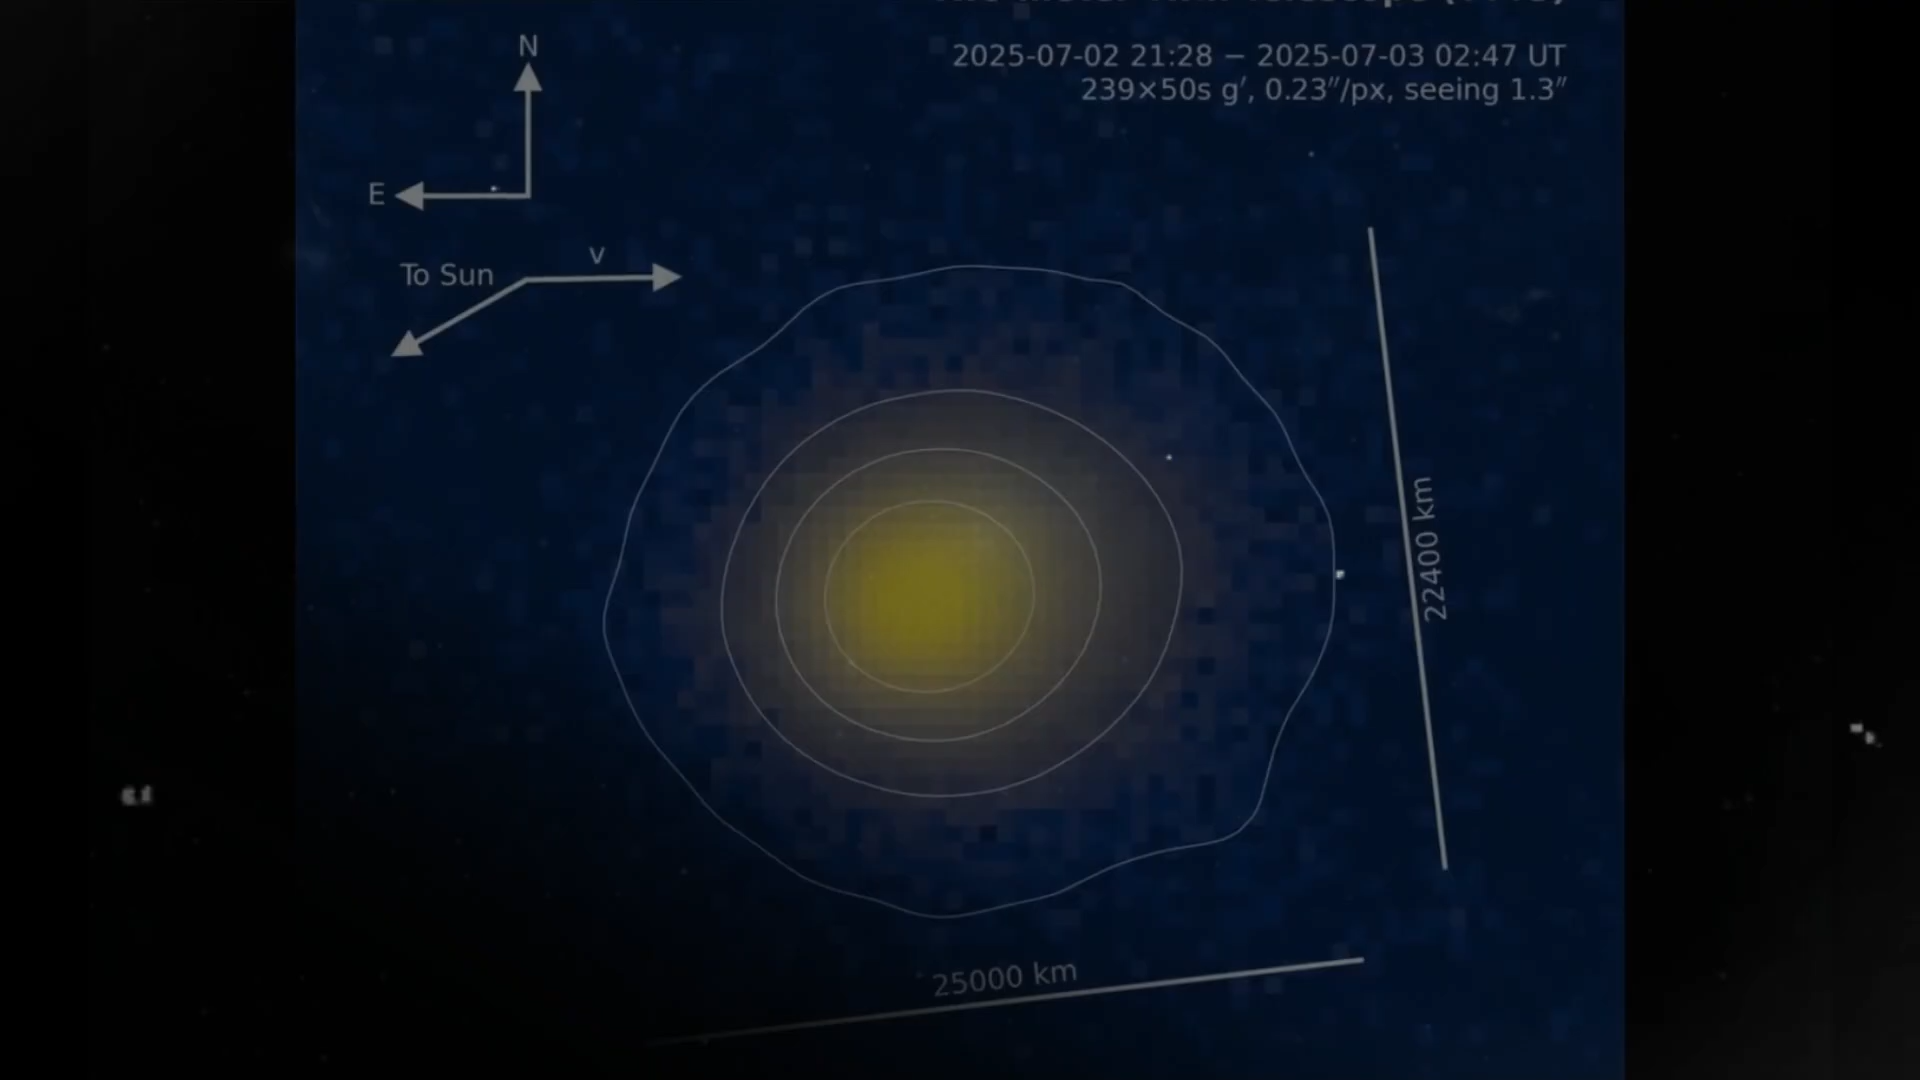 2025-07-02 21:28 − 2025-07-03 02:47 UT
239×50s g′, 0.23″/px, seeing 1.3″
N
E
v
To Sun
22400 km
25000 km